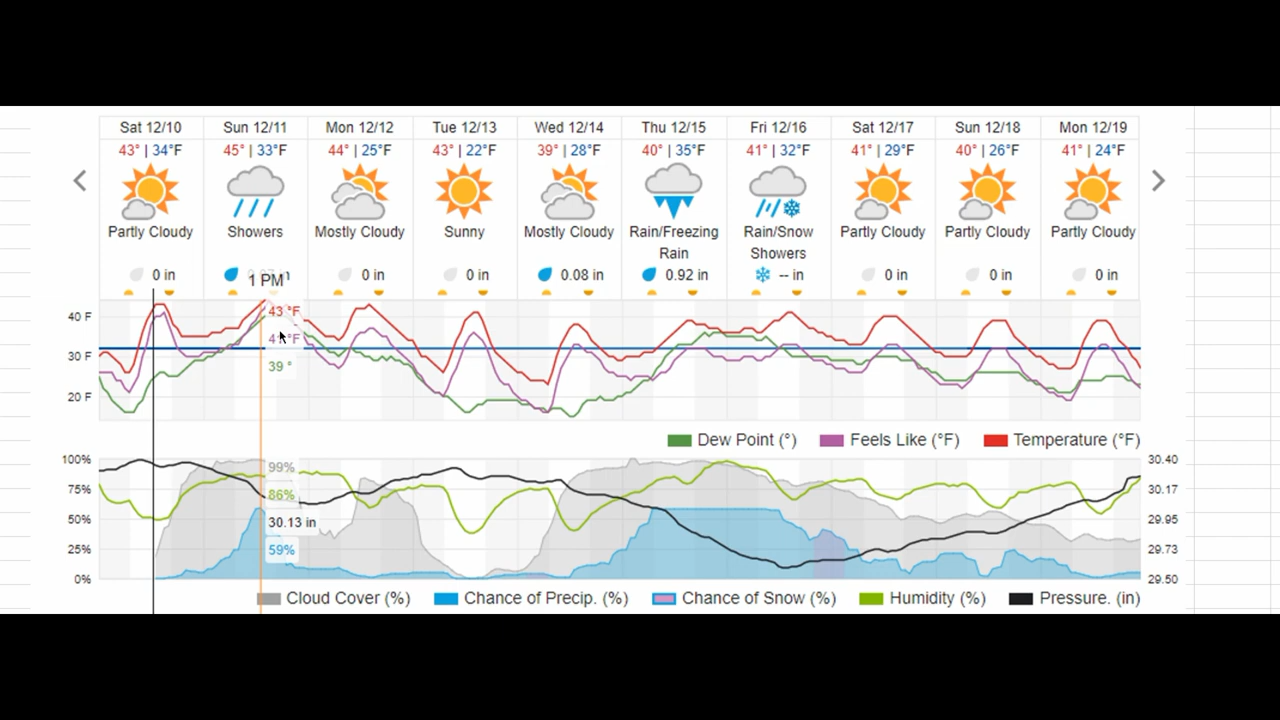 Sat 12/10 Sun 12/11 Mon 12/12 Tue 12/13 Wed 12/14 Thu 12/15 Fri 12/16 Sat 12/17 Sun 12/18 Mon 12/19
43° | 34°F 45° | 33°F 44° | 25°F 43° | 22°F 39° | 28°F 40° | 35°F 41° | 32°F 41° | 29°F 40° | 26°F 41° | 24°F
Partly Cloudy Showers Mostly Cloudy Sunny Mostly Cloudy Rain/Freezing Rain/Snow Partly Cloudy Partly Cloudy Partly Cloudy
Rain Showers
0 in 0 in 0 in 0.08 in 0.92 in -- in 0 in 0 in 0 in
1 PM
40 F 43 °F
30 F
39 °
20 F
Dew Point (°) Feels Like (°F) Temperature (°F)
100% 99% 30.40
75% 86% 30.17
50% 30.13 in 29.95
25% 59% 29.73
0% 29.50
Cloud Cover (%) Chance of Precip. (%) Chance of Snow (%) Humidity (%) Pressure. (in)